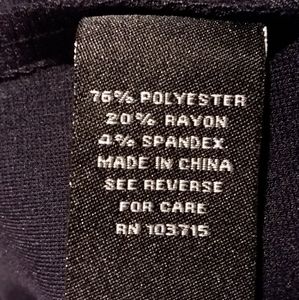 76% POLYESTER
20% RAYON
4% SPANDEX
MADE IN CHINA
SEE REVERSE
FOR CARE
RN 103715